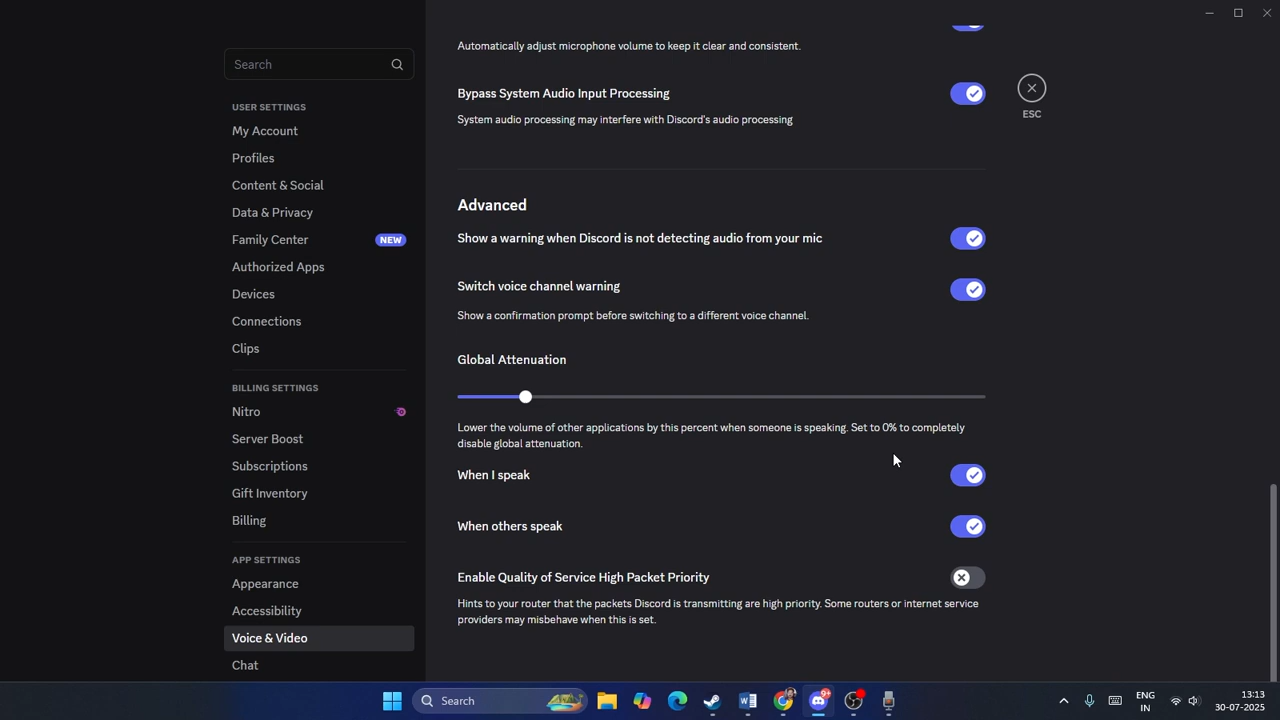 Search
USER SETTINGS
My Account
Profiles
Content & Social
Data & Privacy
Family Center NEW
Authorized Apps
Devices
Connections
Clips
BILLING SETTINGS
Nitro
Server Boost
Subscriptions
Gift Inventory
Billing
APP SETTINGS
Appearance
Accessibility
Voice & Video
Chat
Automatically adjust microphone volume to keep it clear and consistent.
Bypass System Audio Input Processing
System audio processing may interfere with Discord's audio processing
ESC
Advanced
Show a warning when Discord is not detecting audio from your mic
Switch voice channel warning
Show a confirmation prompt before switching to a different voice channel.
Global Attenuation
Lower the volume of other applications by this percent when someone is speaking. Set to 0% to completely
disable global attenuation.
When I speak
When others speak
Enable Quality of Service High Packet Priority
Hints to your router that the packets Discord is transmitting are high priority. Some routers or internet service
providers may misbehave when this is set.
Search
9+
ENG
IN
13:13
30-07-2025